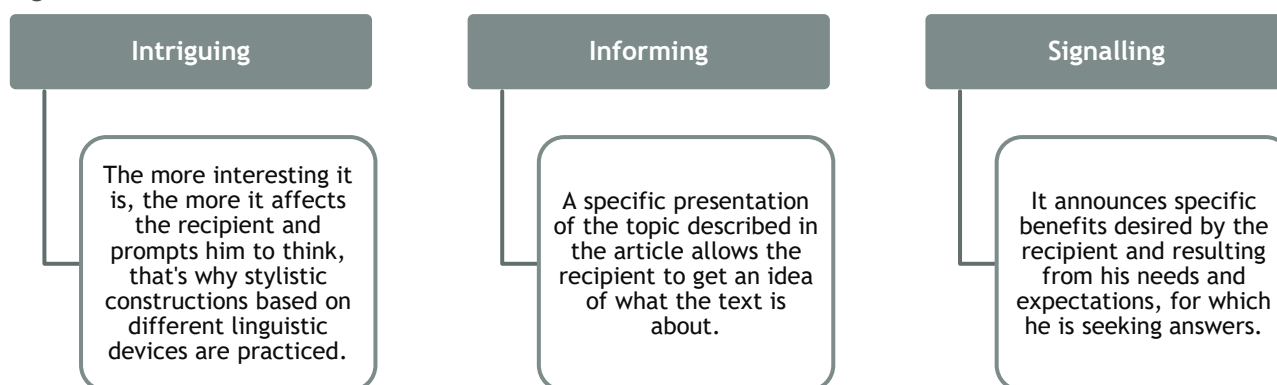 Intriguing
The more interesting it
is, the more it affects
the recipient and
prompts him to think,
that's why stylistic
constructions based on
different linguistic
devices are practiced.
Informing
A specific presentation
of the topic described in
the article allows the
recipient to get an idea
of what the text is
about.
Signalling
It announces specific
benefits desired by the
recipient and resulting
from his needs and
expectations, for which
he is seeking answers.